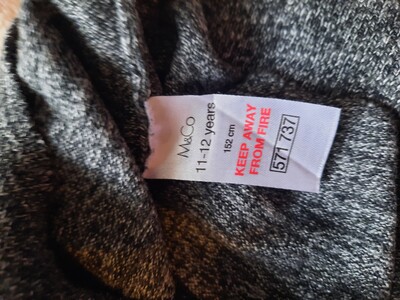 M&Co
11-12 years
152 cm
KEEP AWAY
FROM FIRE
571 737